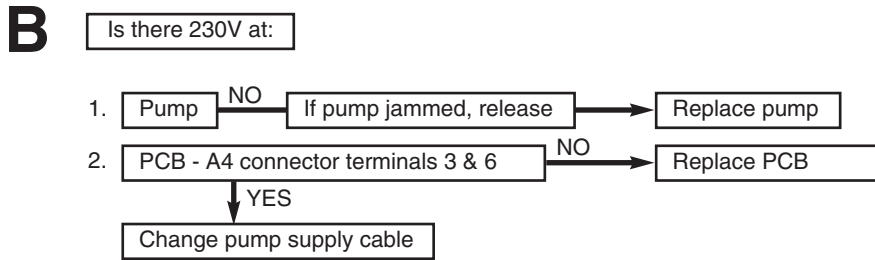 B
Is there 230V at:
1. Pump NO If pump jammed, release Replace pump
2. PCB - A4 connector terminals 3 & 6 NO Replace PCB
YES
Change pump supply cable